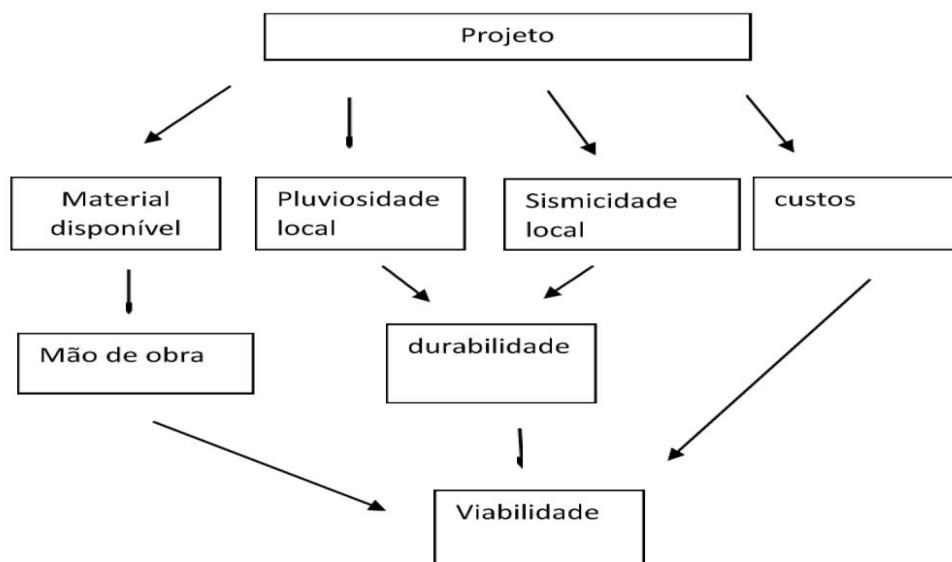 Projeto
Material
disponível
Pluviosidade
local
Sismicidade
local
custos
Mão de obra
durabilidade
Viabilidade